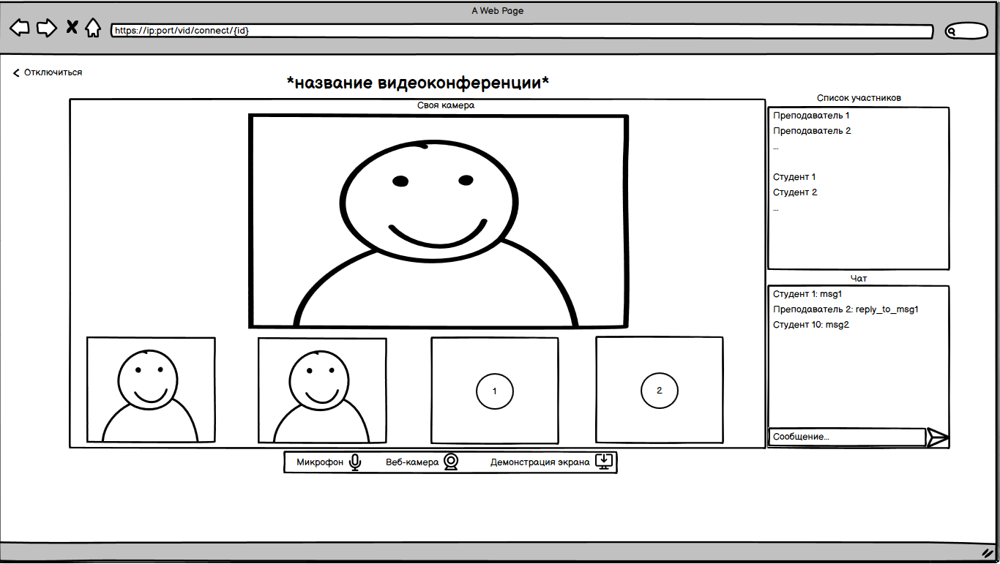 A Web Page
https://ip:port/vid/connect/{id}
Отключиться
*название видеоконференции*
Своя камера
1
2
Микрофон
Веб-камера
Демонстрация экрана
Список участников
Преподаватель 1
Преподаватель 2
...
Студент 1
Студент 2
...
Чат
Студент 1: msg1
Преподаватель 2: reply_to_msg1
Студент 10: msg2
Сообщение...